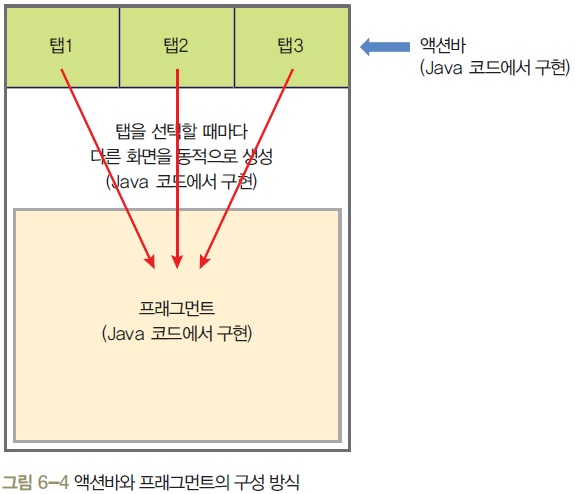 탭1 탭2 탭3
액션바
(Java 코드에서 구현)
탭을 선택할 때마다
다른 화면을 동적으로 생성
(Java 코드에서 구현)
프래그먼트
(Java 코드에서 구현)
그림 6-4 액션바와 프래그먼트의 구성 방식